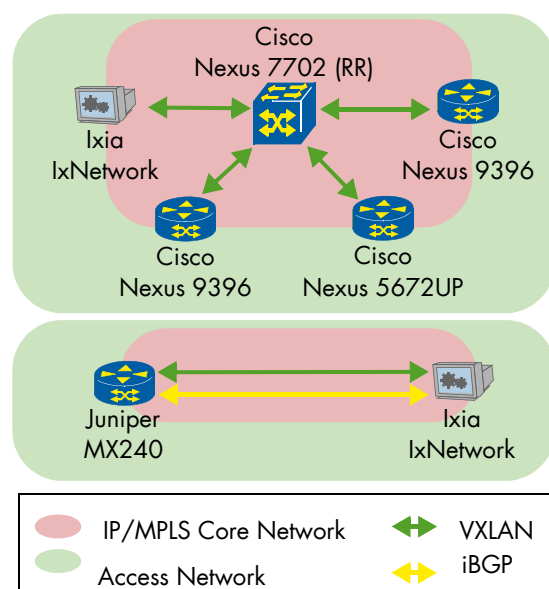 Cisco
Nexus 7702 (RR)
Ixia
IxNetwork
Cisco
Nexus 9396
Cisco
Nexus 9396
Cisco
Nexus 5672UP
Juniper
MX240
Ixia
IxNetwork
IP/MPLS Core Network
VXLAN
Access Network
iBGP